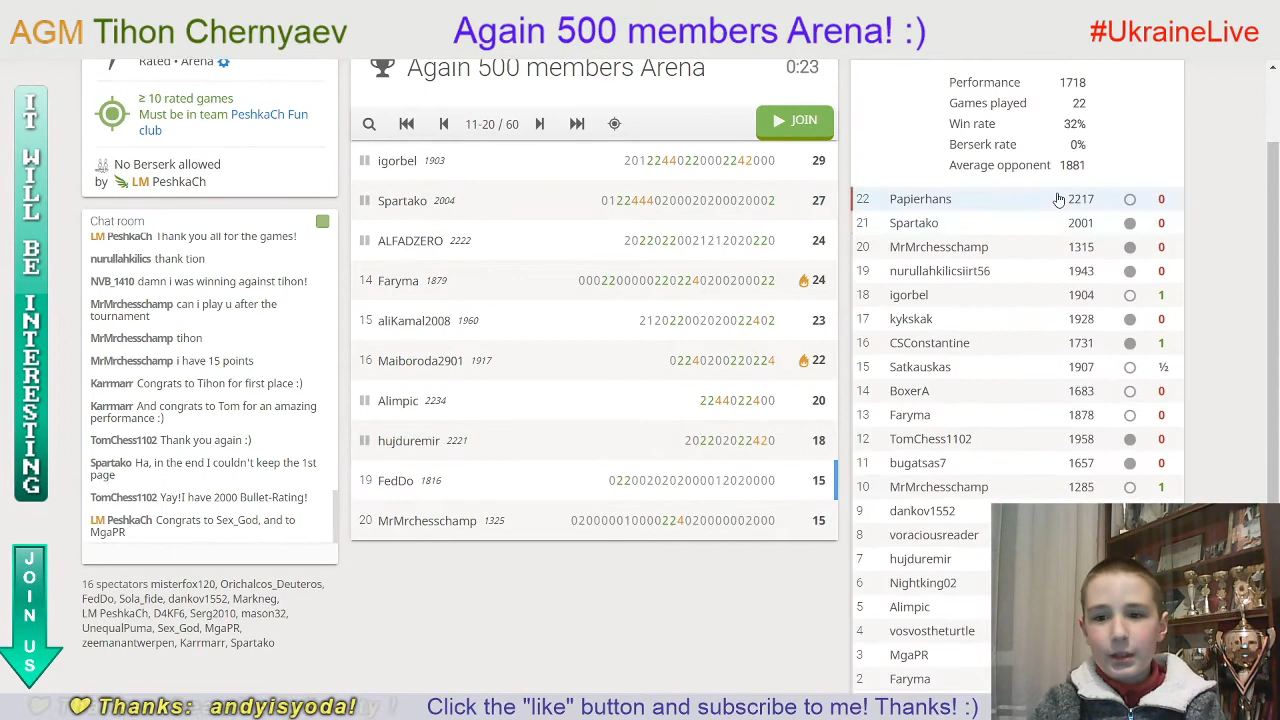 AGM Tihon Chernyaev
Again 500 members Arena! :)
#UkraineLive
IT WILL BE INTERESTING
JOIN US
Rated • Arena
≥ 10 rated games
Must be in team PeshkaCh Fun
club
No Berserk allowed
by LM PeshkaCh
Chat room
LM PeshkaCh Thank you all for the games!
nurullahkilics thank tion
NVB_1410 damn i was winning against tihon!
MrMrchesschamp can i play u after the
tournament
MrMrchesschamp tihon
MrMrchesschamp i have 15 points
Karrmarr Congrats to Tihon for first place :)
Karrmarr And congrats to Tom for an amazing
performance :)
TomChess1102 Thank you again :)
Spartako Ha, in the end I couldn't keep the 1st
page
TomChess1102 Yay!I have 2000 Bullet-Rating!
LM PeshkaCh Congrats to Sex_God, and to
MgaPR
16 spectators misterfox120, Orichalcos_Deuteros,
FedDo, Sola_fide, dankov1552, Markneg,
LM PeshkaCh, D4KF6, Serg2010, mason32,
UnequalPuma, Sex_God, MgaPR,
zeemanantwerpen, Karrmarr, Spartako
Again 500 members Arena 0:23
11-20 / 60 JOIN
igorbel 1903 20122440220002242000 29
Spartako 2004 012244402000200020002 27
ALFADZERO 2222 2022022002121202220 24
14 Faryma 1879 000220000220224020000022 24
15 aliKamal2008 1960 2120220020200222402 23
16 Maiboroda2901 1917 022402002200224 22
Alimpic 2234 2244022400 20
hujduremir 2221 202202022420 18
19 FedDo 1816 0220020202000012020000 15
20 MrMrchesschamp 1325 020000010000224020000002000 15
Performance 1718
Games played 22
Win rate 32%
Berserk rate 0%
Average opponent 1881
22 Papierhans 2217 0
21 Spartako 2001 0
20 MrMrchesschamp 1315 0
19 nurullahkilicsiirt56 1943 0
18 igorbel 1904 1
17 kykskak 1928 0
16 CSConstantine 1731 1
15 Satkauskas 1907 ½
14 BoxerA 1683 0
13 Faryma 1878 0
12 TomChess1102 1958 0
11 bugatsas7 1657 0
10 MrMrchesschamp 1285 1
9 dankov1552
8 voraciousreader
7 hujduremir
6 Nightking02
5 Alimpic
4 vosvostheturtle
3 MgaPR
2 Faryma
Thanks: andyisyoda!
Click the "like" button and subscribe to me! Thanks! :)